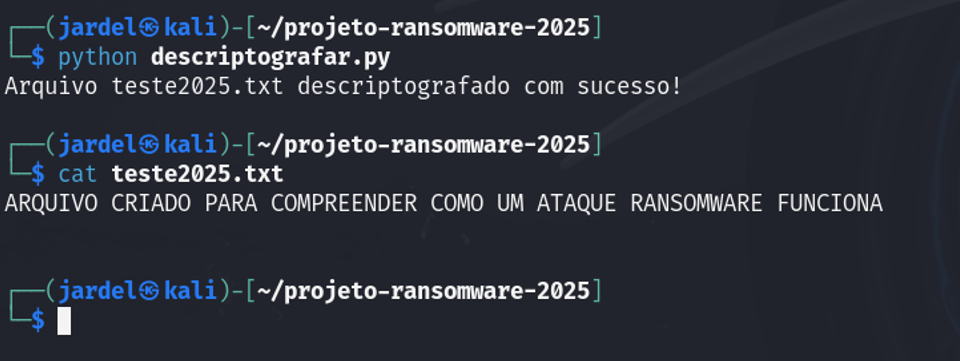 ┌──(jardel㉿kali)-[~/projeto-ransomware-2025]
└─$ python descriptografar.py
Arquivo teste2025.txt descriptografado com sucesso!
┌──(jardel㉿kali)-[~/projeto-ransomware-2025]
└─$ cat teste2025.txt
ARQUIVO CRIADO PARA COMPREENDER COMO UM ATAQUE RANSOMWARE FUNCIONA
┌──(jardel㉿kali)-[~/projeto-ransomware-2025]
└─$